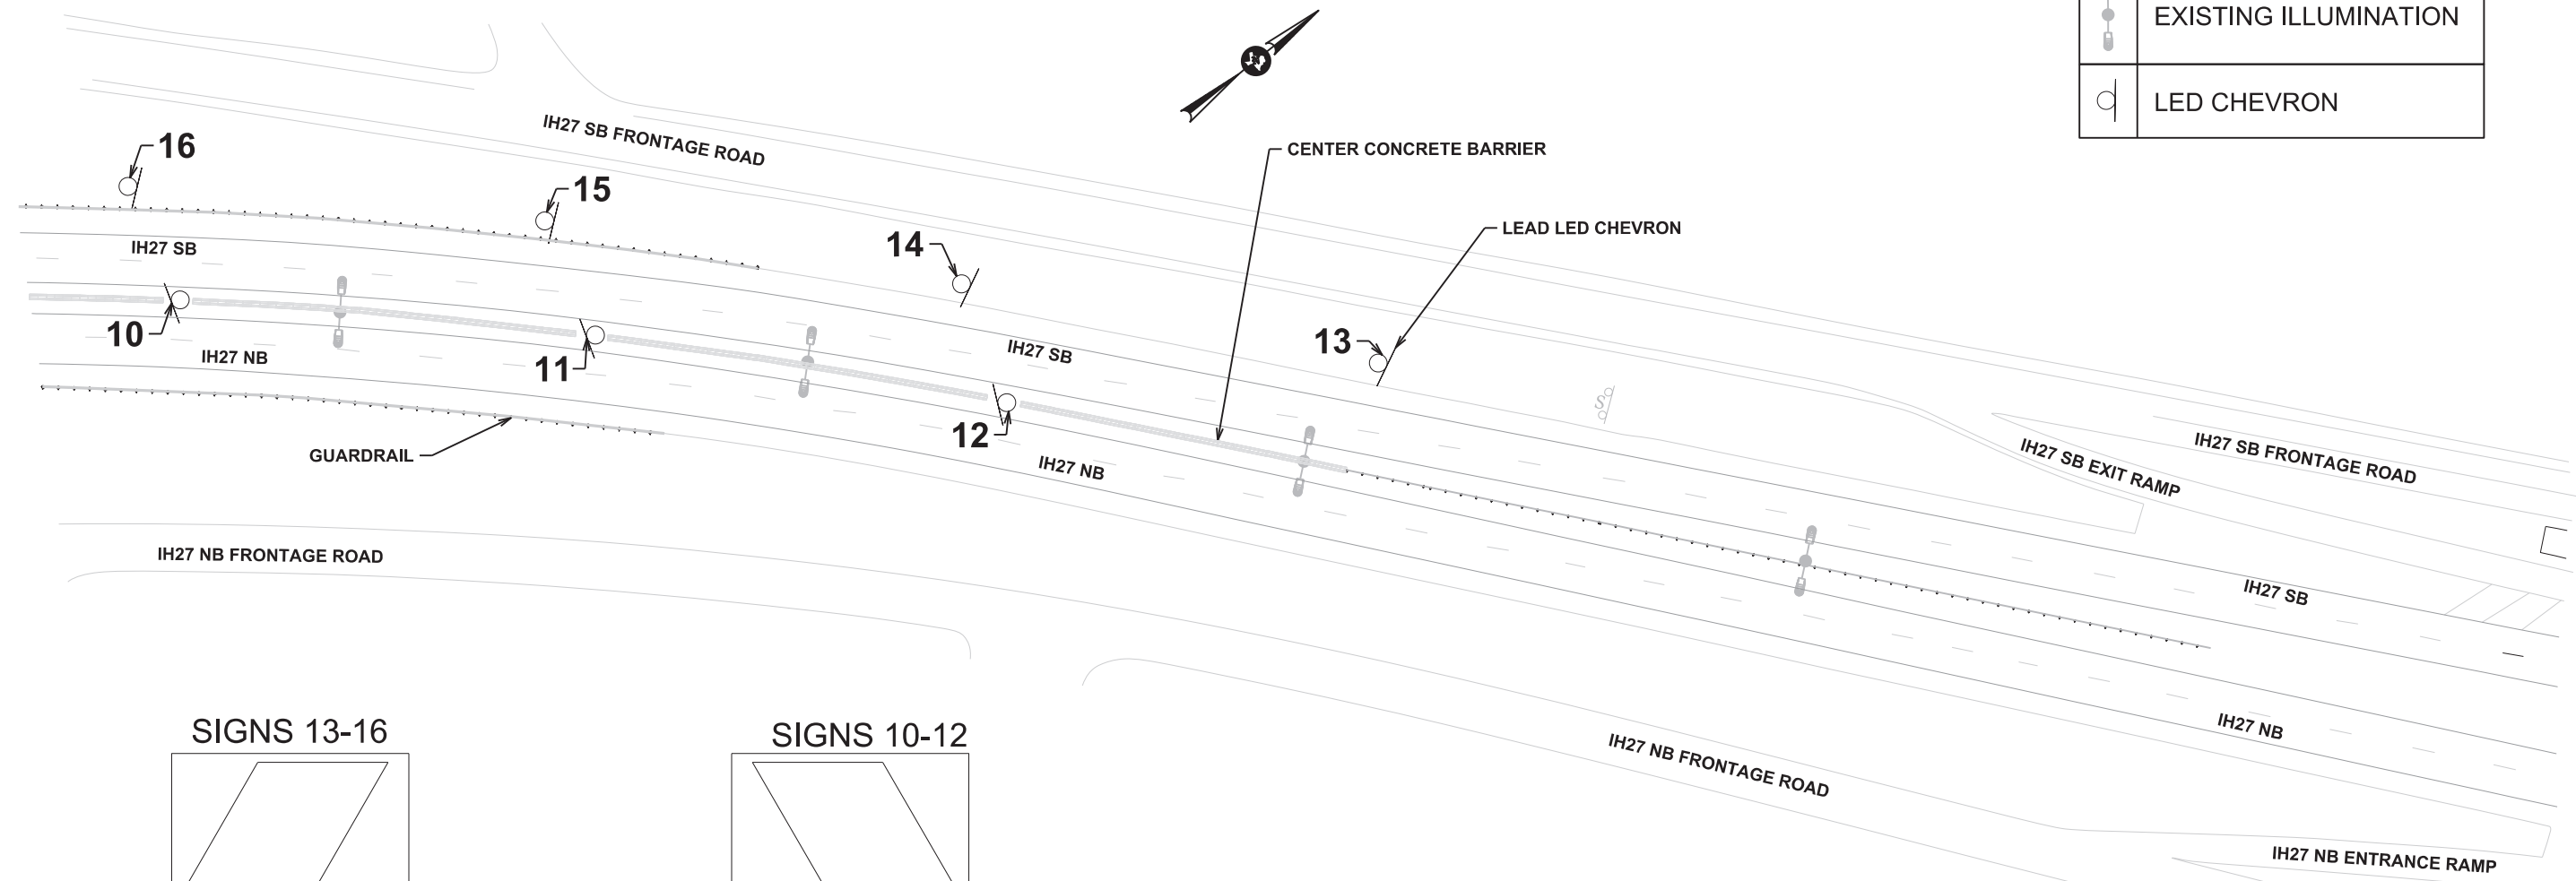 EXISTING ILLUMINATION
LED CHEVRON
IH27 SB FRONTAGE ROAD
CENTER CONCRETE BARRIER
16
15
LEAD LED CHEVRON
14
IH27 SB
13
10
IH27 NB
11
IH27 SB
S
12
GUARDRAIL
IH27 NB
IH27 SB EXIT RAMP
IH27 SB FRONTAGE ROAD
IH27 NB FRONTAGE ROAD
IH27 SB
IH27 NB
SIGNS 13-16
SIGNS 10-12
IH27 NB FRONTAGE ROAD
IH27 NB ENTRANCE RAMP